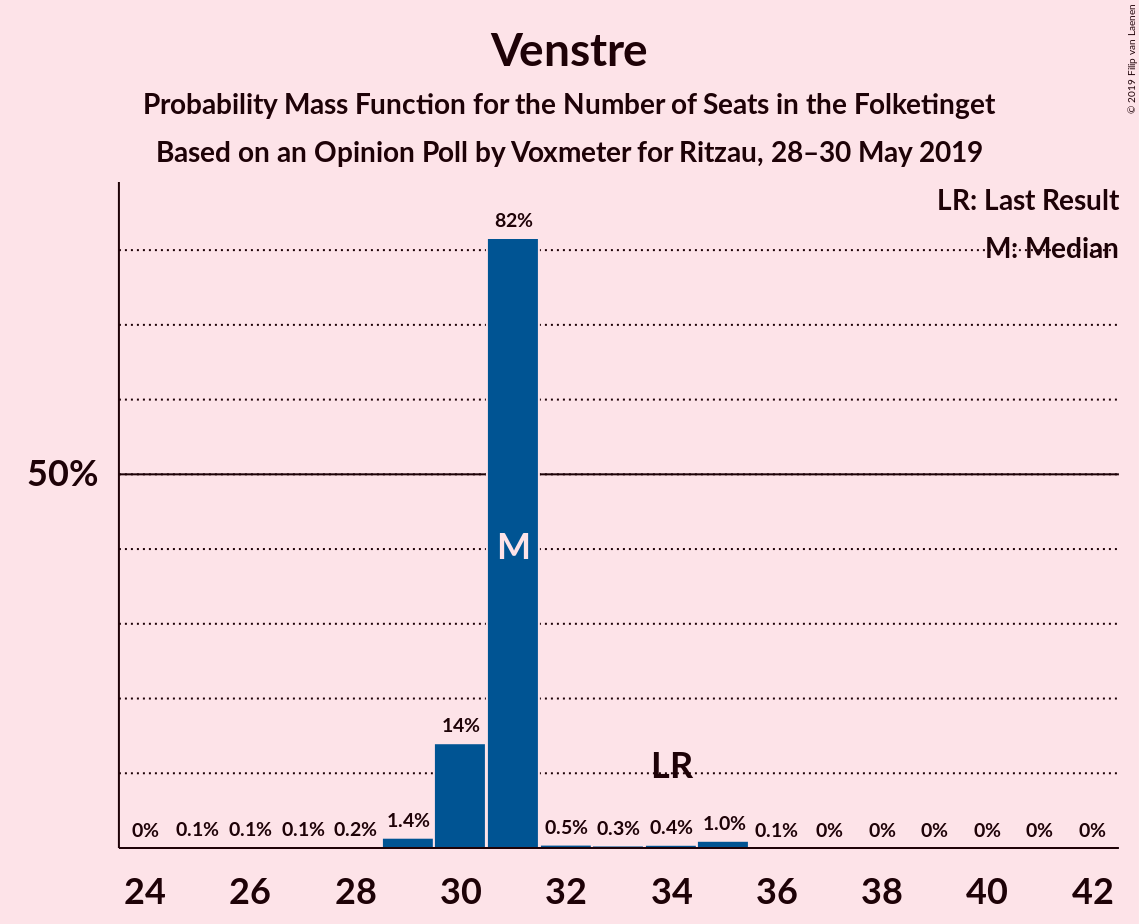 Venstre
Probability Mass Function for the Number of Seats in the Folketinget
Based on an Opinion Poll by Voxmeter for Ritzau, 28–30 May 2019
© 2019 Filip van Laenen
LR: Last Result
M: Median
82%
50%
M
14%
LR
0% 0.1% 0.1% 0.1% 0.2% 1.4% 0.5% 0.3% 0.4% 1.0% 0.1% 0% 0% 0% 0% 0% 0%
24 26 28 30 32 34 36 38 40 42